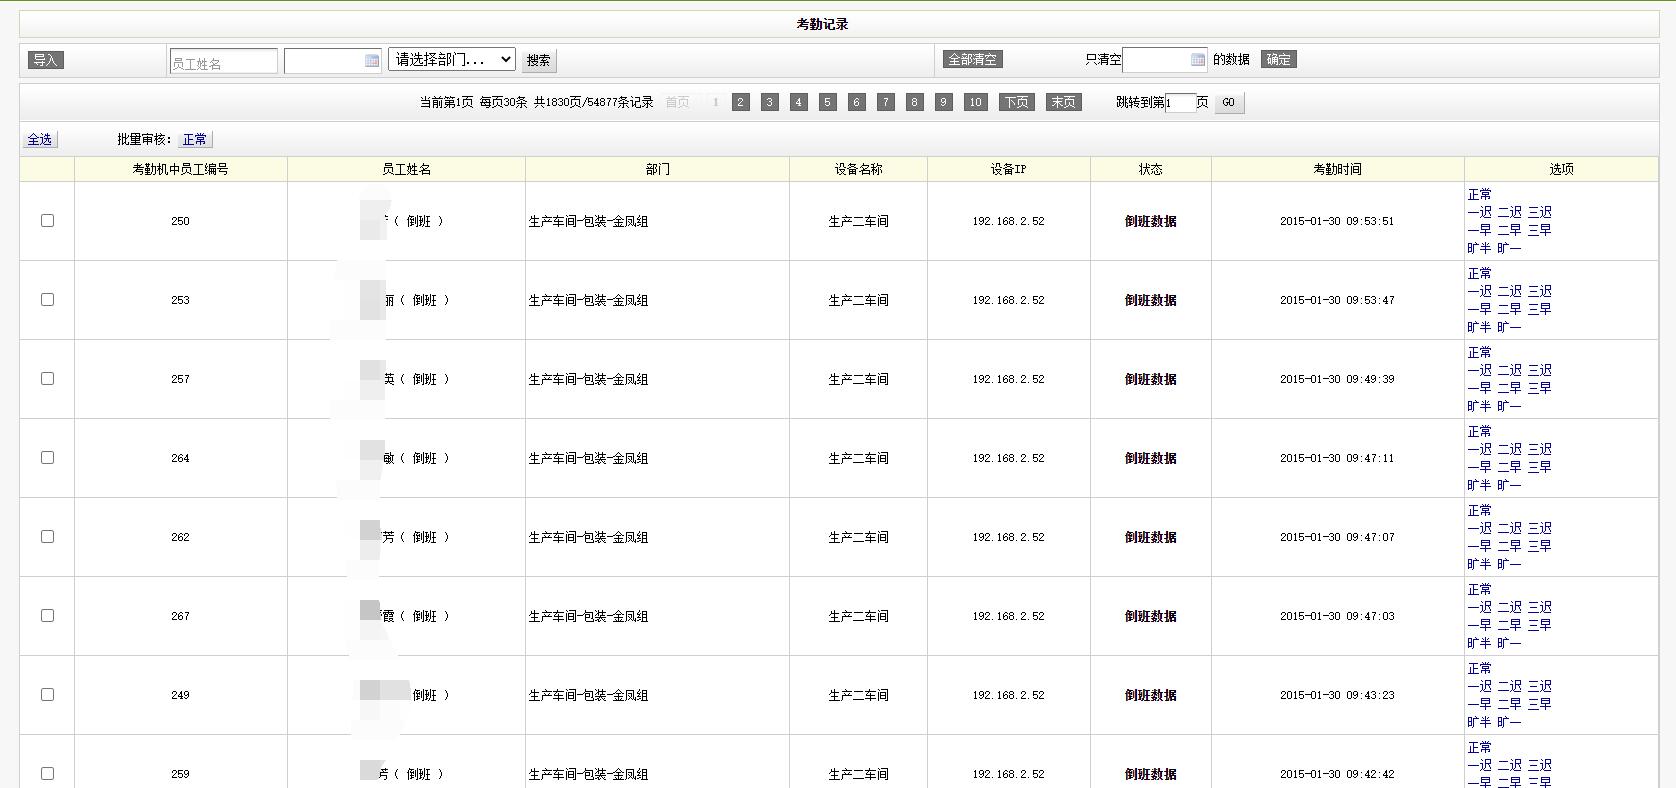 考勤记录
导入 员工姓名 请选择部门... 搜索 全部清空 只清空 的数据 确定
当前第1页 每页30条 共1830页/54877条记录 首页 1 2 3 4 5 6 7 8 9 10 下页 末页 跳转到第1页 GO
全选 批量审核: 正常
考勤机中员工编号 员工姓名 部门 设备名称 设备IP 状态 考勤时间 选项
250 ( 倒班 ) 生产车间-包装-金凤组 生产二车间 192.168.2.52 倒班数据 2015-01-30 09:53:51
正常
一迟 二迟 三迟
一早 二早 三早
旷半 旷一
253 丽( 倒班 ) 生产车间-包装-金凤组 生产二车间 192.168.2.52 倒班数据 2015-01-30 09:53:47
正常
一迟 二迟 三迟
一早 二早 三早
旷半 旷一
257 英( 倒班 ) 生产车间-包装-金凤组 生产二车间 192.168.2.52 倒班数据 2015-01-30 09:49:39
正常
一迟 二迟 三迟
一早 二早 三早
旷半 旷一
264 敏( 倒班 ) 生产车间-包装-金凤组 生产二车间 192.168.2.52 倒班数据 2015-01-30 09:47:11
正常
一迟 二迟 三迟
一早 二早 三早
旷半 旷一
262 芳( 倒班 ) 生产车间-包装-金凤组 生产二车间 192.168.2.52 倒班数据 2015-01-30 09:47:07
正常
一迟 二迟 三迟
一早 二早 三早
旷半 旷一
267 霞( 倒班 ) 生产车间-包装-金凤组 生产二车间 192.168.2.52 倒班数据 2015-01-30 09:47:03
正常
一迟 二迟 三迟
一早 二早 三早
旷半 旷一
249 倒班 ) 生产车间-包装-金凤组 生产二车间 192.168.2.52 倒班数据 2015-01-30 09:43:23
正常
一迟 二迟 三迟
一早 二早 三早
旷半 旷一
259 芳( 倒班 ) 生产车间-包装-金凤组 生产二车间 192.168.2.52 倒班数据 2015-01-30 09:42:42
正常
一迟 二迟 三迟
一早 二早 三早